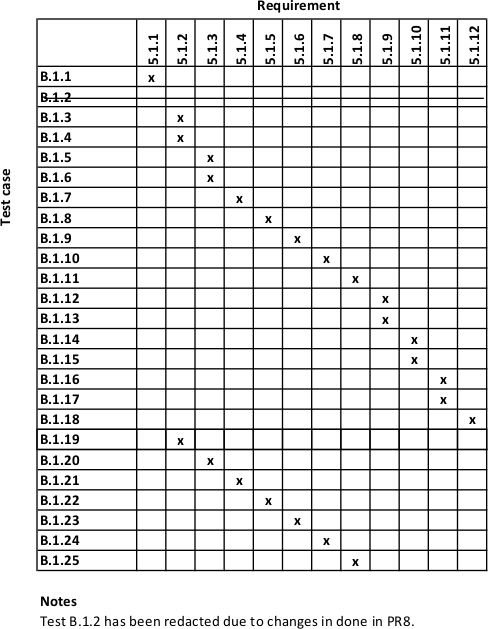 Requirement
Test case
5.1.1 5.1.2 5.1.3 5.1.4 5.1.5 5.1.6 5.1.7 5.1.8 5.1.9 5.1.10 5.1.11 5.1.12
B.1.1 x
B.1.2
B.1.3 x
B.1.4 x
B.1.5 x
B.1.6 x
B.1.7 x
B.1.8 x
B.1.9 x
B.1.10 x
B.1.11 x
B.1.12 x
B.1.13 x
B.1.14 x
B.1.15 x
B.1.16 x
B.1.17 x
B.1.18 x
B.1.19 x
B.1.20 x
B.1.21 x
B.1.22 x
B.1.23 x
B.1.24 x
B.1.25 x
Notes
Test B.1.2 has been redacted due to changes in done in PR8.